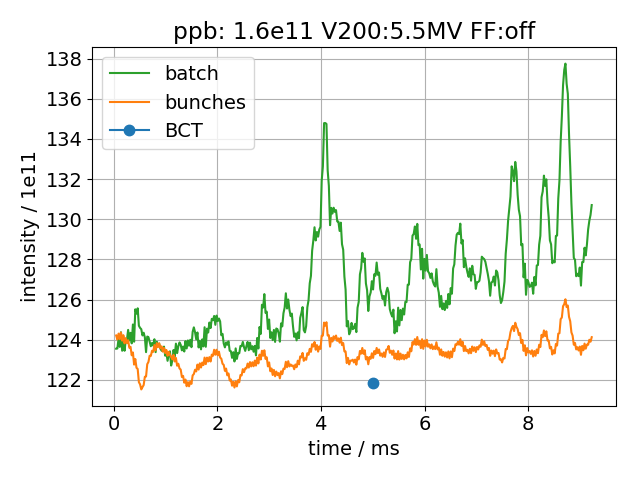 ppb: 1.6e11 V200:5.5MV FF:off
batch
bunches
BCT
intensity / 1e11
138
136
134
132
130
128
126
124
122
0 2 4 6 8
time / ms